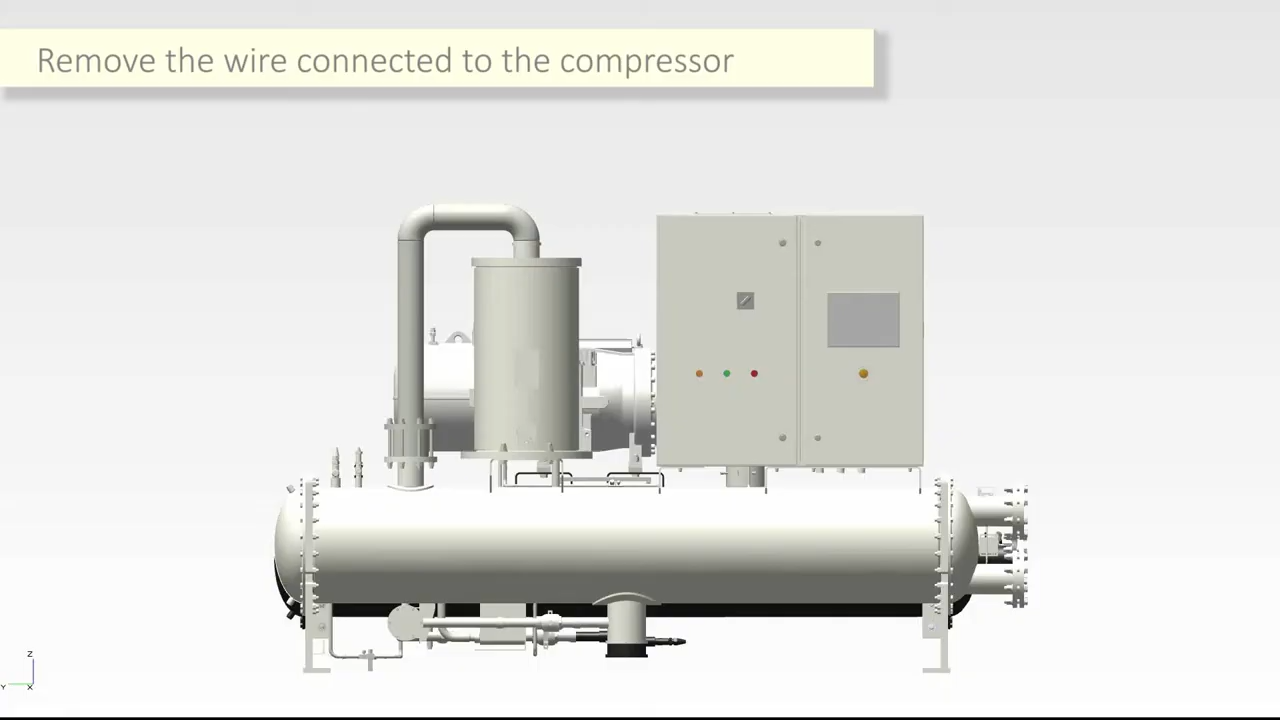 Remove the wire connected to the compressor
Z
Y X